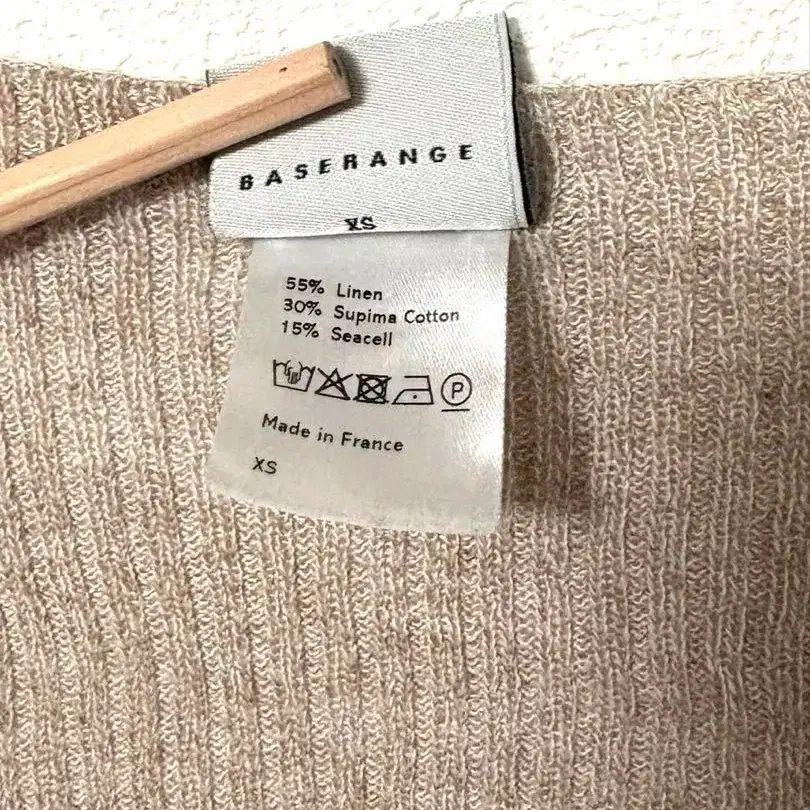 BASERANGE
XS
55% Linen
30% Supima Cotton
15% Seacell
P
Made in France
XS